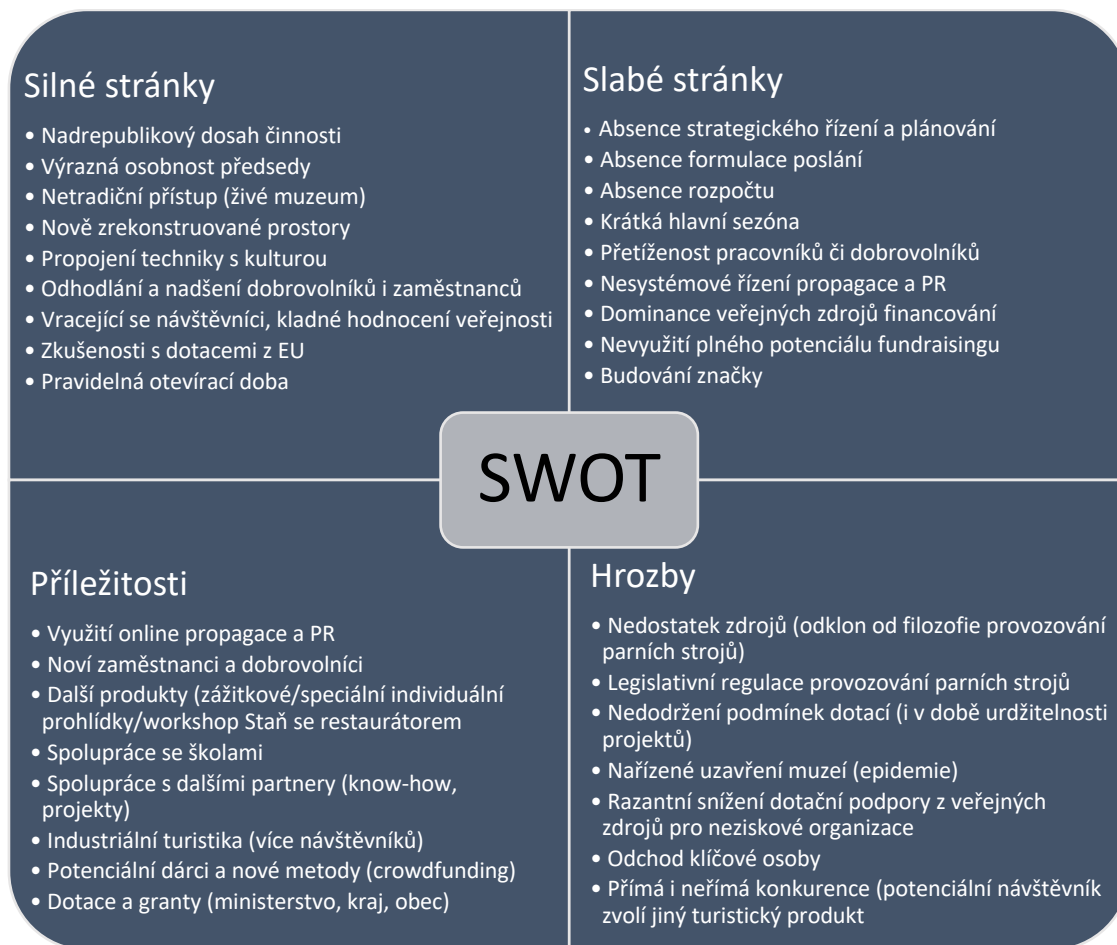 Silné stránky
• Nadrepublikový dosah činnosti
• Výrazná osobnost předsedy
• Netradiční přístup (živé muzeum)
• Nově zrekonstruované prostory
• Propojení techniky s kulturou
• Odhodlání a nadšení dobrovolníků i zaměstnanců
• Vracející se návštěvníci, kladné hodnocení veřejnosti
• Zkušenosti s dotacemi z EU
• Pravidelná otevírací doba
Slabé stránky
• Absence strategického řízení a plánování
• Absence formulace poslání
• Absence rozpočtu
• Krátká hlavní sezóna
• Přetíženost pracovníků či dobrovolníků
• Nesystémové řízení propagace a PR
• Dominance veřejných zdrojů financování
• Nevyužití plného potenciálu fundraisingu
• Budování značky
SWOT
Příležitosti
• Využití online propagace a PR
• Noví zaměstnanci a dobrovolníci
• Další produkty (zážitkové/speciální individuální
prohlídky/workshop Staň se restaurátorem
• Spolupráce se školami
• Spolupráce s dalšími partnery (know-how,
projekty)
• Industriální turistika (více návštěvníků)
• Potenciální dárci a nové metody (crowdfunding)
• Dotace a granty (ministerstvo, kraj, obec)
Hrozby
• Nedostatek zdrojů (odklon od filozofie provozování
parních strojů)
• Legislativní regulace provozování parních strojů
• Nedodržení podmínek dotací (i v době urdžitelnosti
projektů)
• Nařízené uzavření muzeí (epidemie)
• Razantní snížení dotační podpory z veřejných
zdrojů pro neziskové organizace
• Odchod klíčové osoby
• Přímá i neřímá konkurence (potenciální návštěvník
zvolí jiný turistický produkt